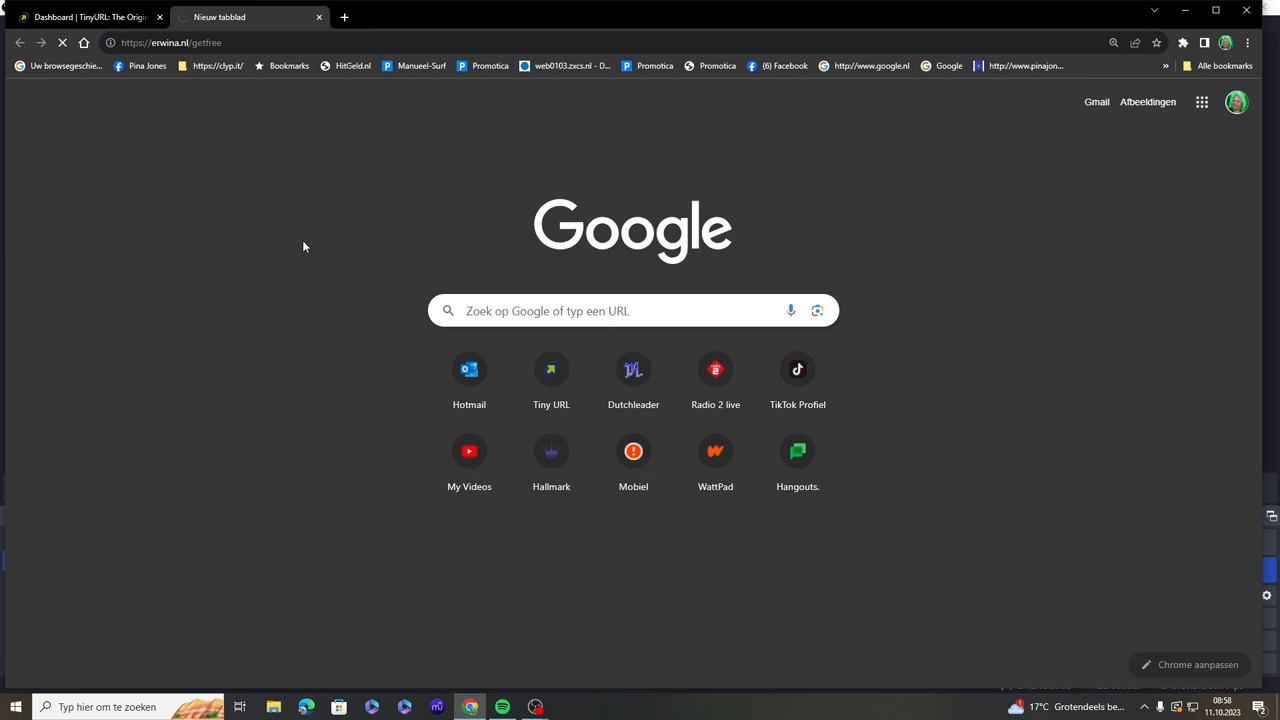 Dashboard | TinyURL: The Origin
Nieuw tabblad
https://erwina.nl/getfree
Uw browsegeschie...
Pina Jones
https://clyp.it/
Bookmarks
HitGeld.nl
Manueel-Surf
Promotica
web0103.zxcs.nl - D...
Promotica
Promotica
(6) Facebook
http://www.google.nl
Google
http://www.pinajon...
»
Alle bookmarks
Gmail
Afbeeldingen
Google
Zoek op Google of typ een URL
Hotmail
Tiny URL
Dutchleader
Radio 2 live
TikTok Profiel
My Videos
Hallmark
Mobiel
WattPad
Hangouts.
Chrome aanpassen
Typ hier om te zoeken
17°C Grotendeels be...
08:58
11.10.2023